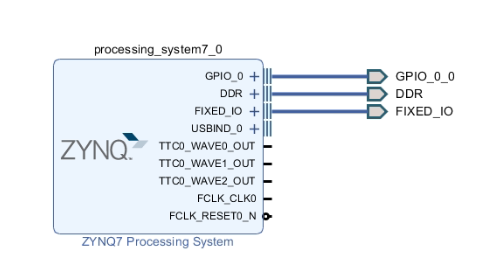 processing_system7_0
GPIO_0
GPIO_0_0
DDR
DDR
FIXED_IO
FIXED_IO
USBIND_0
ZYNQ
TTC0_WAVE0_OUT
TTC0_WAVE1_OUT
TTC0_WAVE2_OUT
FCLK_CLK0
FCLK_RESET0_N
ZYNQ7 Processing System